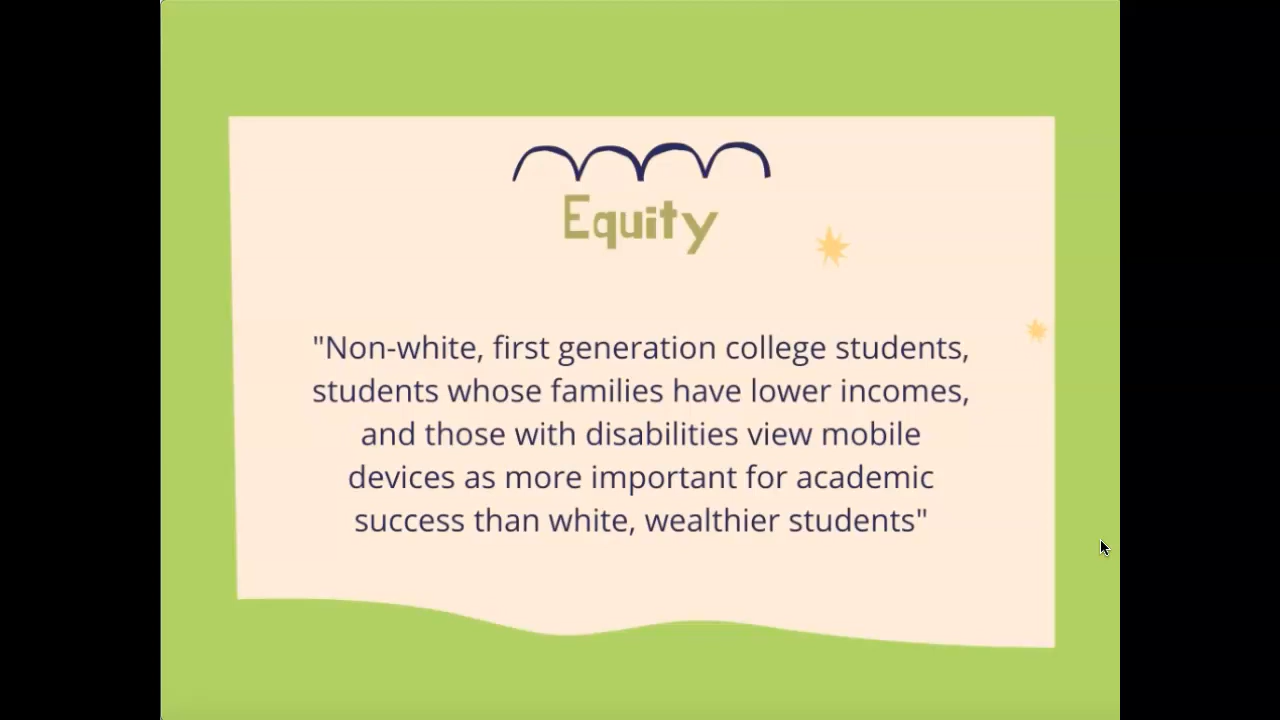 Equity
"Non-white, first generation college students,
students whose families have lower incomes,
and those with disabilities view mobile
devices as more important for academic
success than white, wealthier students"